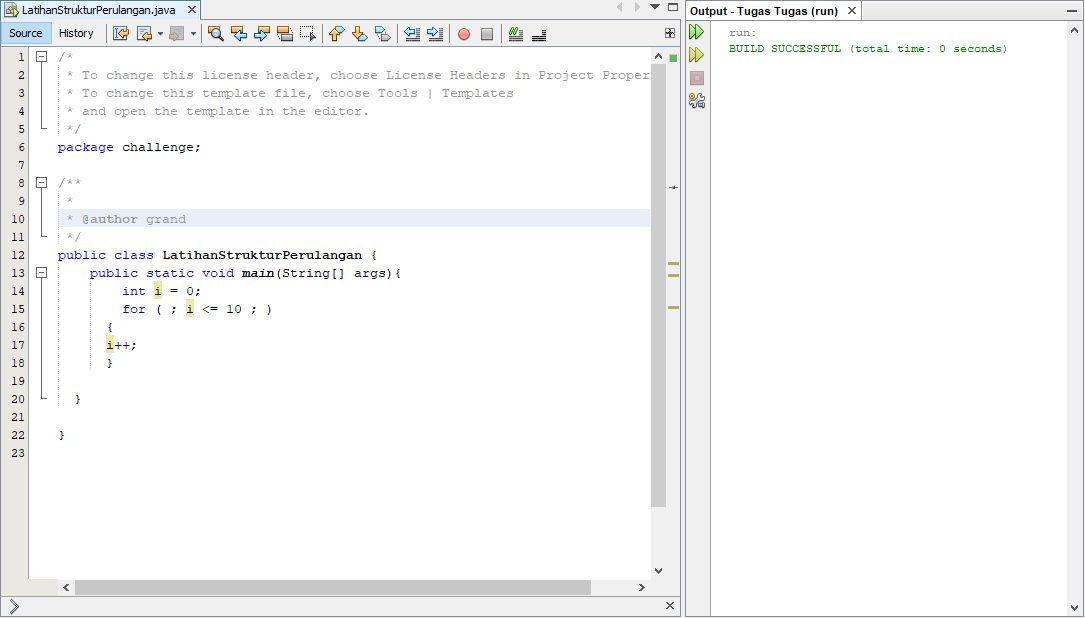 LatihanStrukturPerulangan.java
Source History
1 /*
2 * To change this license header, choose License Headers in Project Proper
3 * To change this template file, choose Tools | Templates
4 * and open the template in the editor.
5 */
6 package challenge;
7
8 /**
9 *
10 * @author grand
11 */
12 public class LatihanStrukturPerulangan {
13 public static void main(String[] args){
14 int i = 0;
15 for ( ; i <= 10 ; )
16 {
17 i++;
18 }
19
20 }
21
22 }
23
Output - Tugas Tugas (run)
run:
BUILD SUCCESSFUL (total time: 0 seconds)